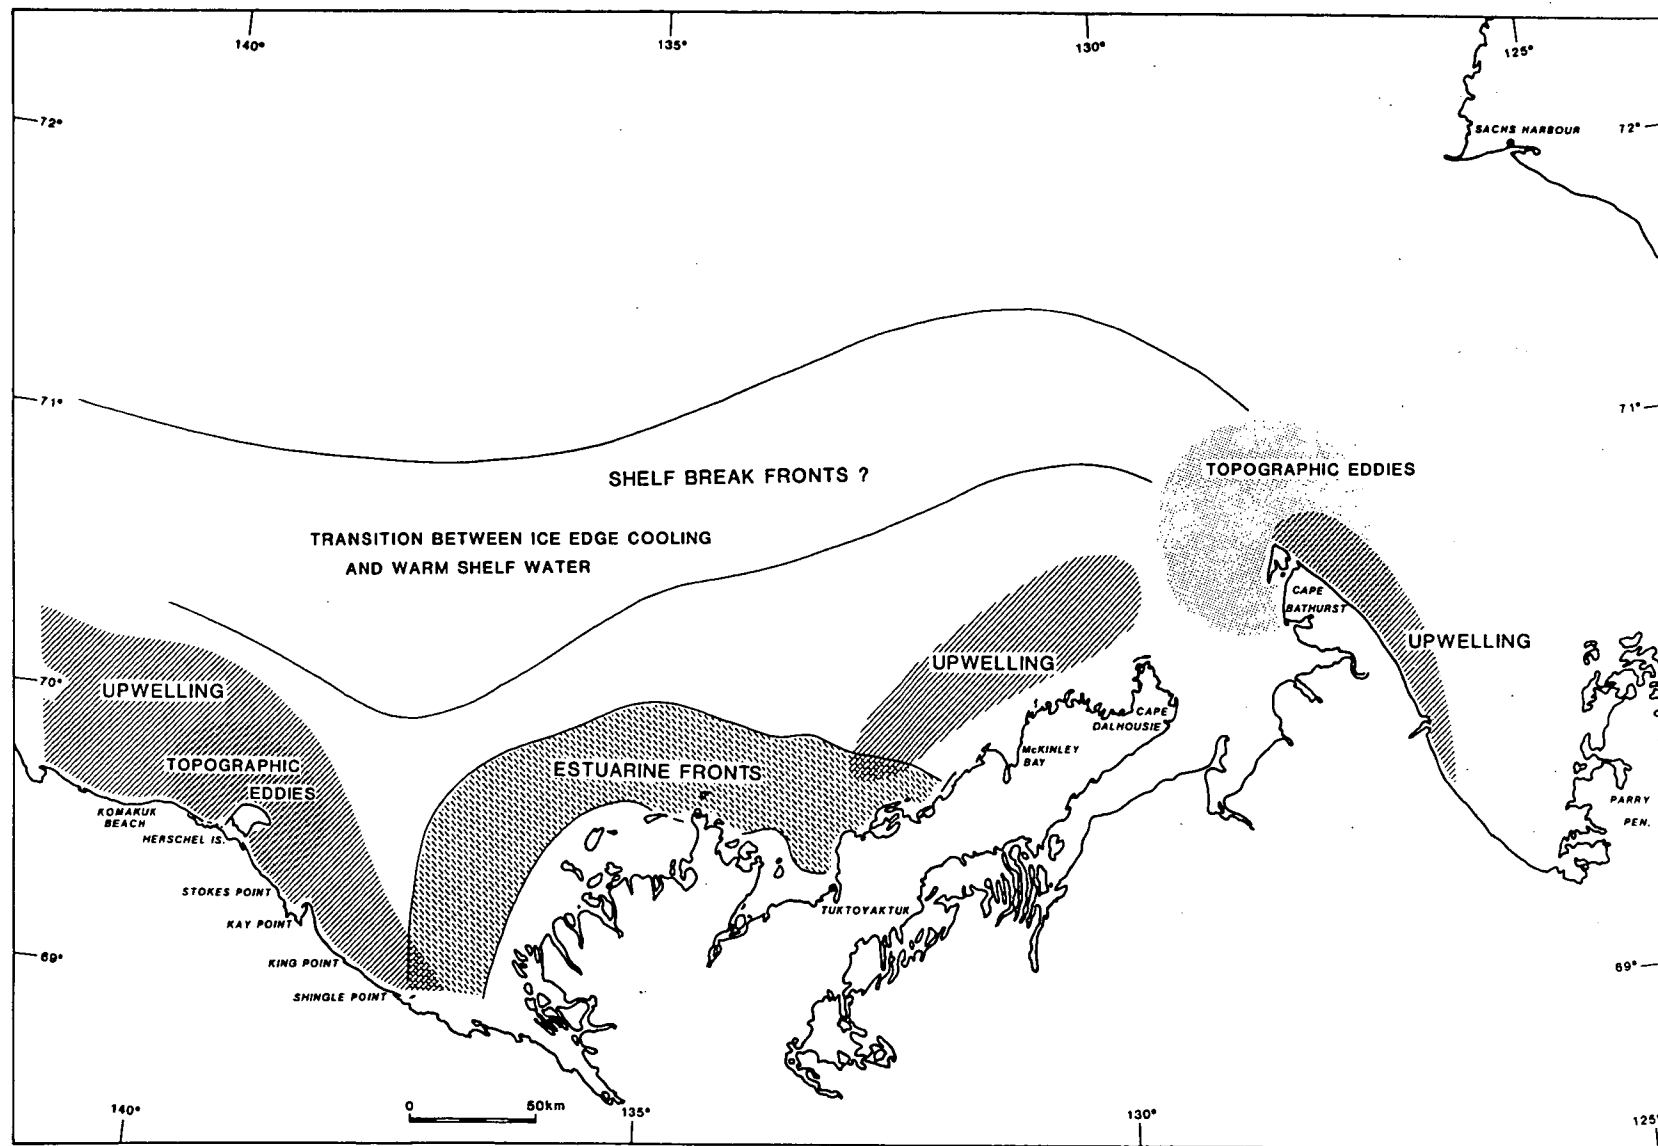 140°
135°
130°
125°
72°
SACHS HARBOUR
72°
71°
71°
TOPOGRAPHIC EDDIES
SHELF BREAK FRONTS ?
TRANSITION BETWEEN ICE EDGE COOLING
AND WARM SHELF WATER
CAPE
BATHURST
UPWELLING
UPWELLING
70°
UPWELLING
CAPE
DALHOUSIE
McKINLEY
BAY
TOPOGRAPHIC
EDDIES
ESTUARINE FRONTS
PARRY
PEN.
KOMAKUK
BEACH
HERSCHEL IS.
STOKES POINT
TUKTOYAKTUK
KAY POINT
69°
KING POINT
69°
SHINGLE POINT
0 50km
140°
135°
130°
125°